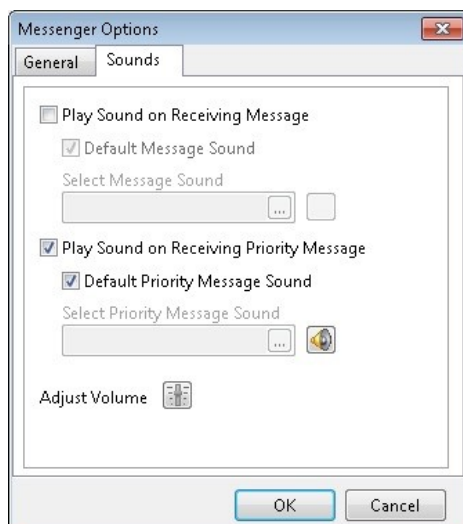 Messenger Options
General Sounds
Play Sound on Receiving Message
Default Message Sound
Select Message Sound
...
Play Sound on Receiving Priority Message
Default Priority Message Sound
Select Priority Message Sound
...
Adjust Volume
OK Cancel